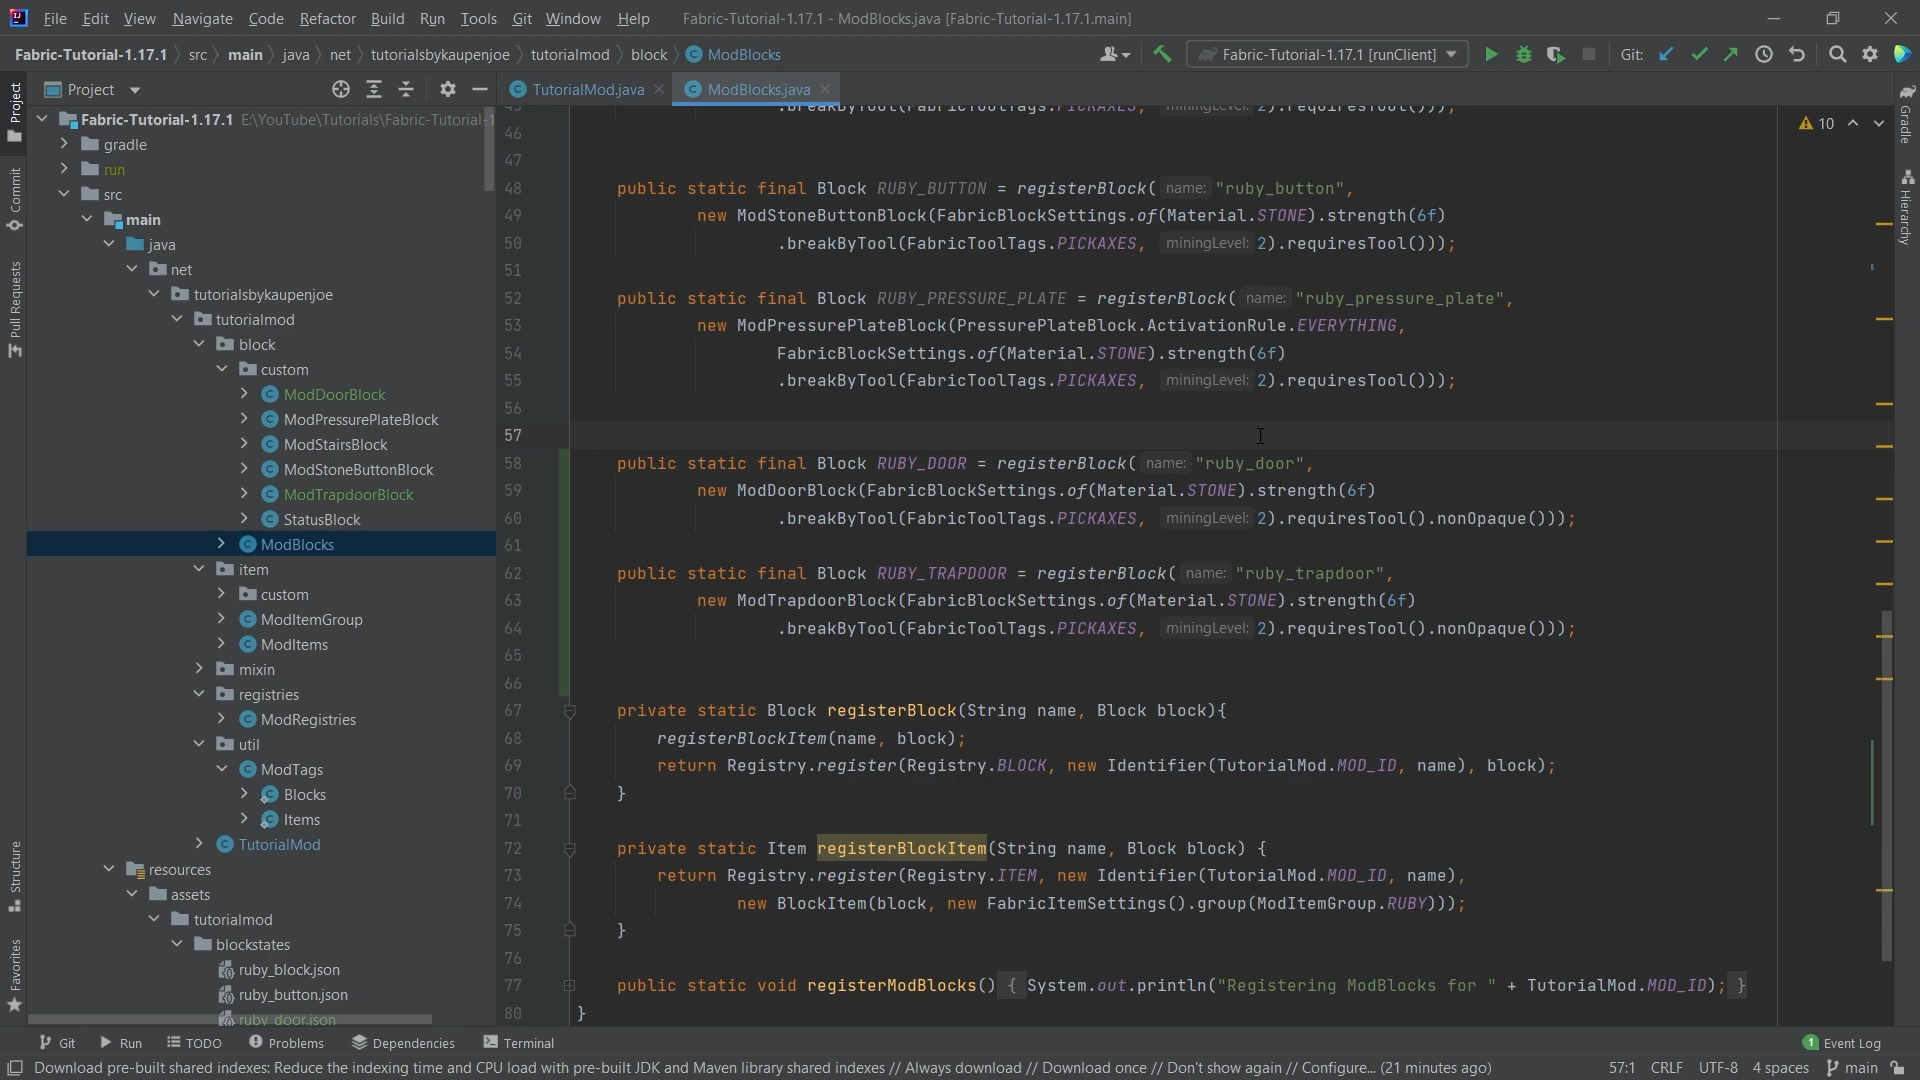 File Edit View Navigate Code Refactor Build Run Tools Git Window Help Fabric-Tutorial-1.17.1 - ModBlocks.java [Fabric-Tutorial-1.17.1.main]
Fabric-Tutorial-1.17.1 src main java net tutorialsbykaupenjoe tutorialmod block ModBlocks Fabric-Tutorial-1.17.1 [runClient] Git:
Project
TutorialMod.java ModBlocks.java
Project
Commit
Pull Requests
Structure
Favorites
Fabric-Tutorial-1.17.1 E:\YouTube\Tutorials\Fabric-Tutorial-1
gradle
run
src
main
java
net
tutorialsbykaupenjoe
tutorialmod
block
custom
ModDoorBlock
ModPressurePlateBlock
ModStairsBlock
ModStoneButtonBlock
ModTrapdoorBlock
StatusBlock
ModBlocks
item
custom
ModItemGroup
ModItems
mixin
registries
ModRegistries
util
ModTags
Blocks
Items
TutorialMod
resources
assets
tutorialmod
blockstates
ruby_block.json
ruby_button.json
ruby_door.json
10
45 .breakByTool(FabricToolTags.PICKAXES, miningLevel: 2).requiresTool()));
46
47
48 public static final Block RUBY_BUTTON = registerBlock( name: "ruby_button",
49 new ModStoneButtonBlock(FabricBlockSettings.of(Material.STONE).strength(6f)
50 .breakByTool(FabricToolTags.PICKAXES, miningLevel: 2).requiresTool()));
51
52 public static final Block RUBY_PRESSURE_PLATE = registerBlock( name: "ruby_pressure_plate",
53 new ModPressurePlateBlock(PressurePlateBlock.ActivationRule.EVERYTHING,
54 FabricBlockSettings.of(Material.STONE).strength(6f)
55 .breakByTool(FabricToolTags.PICKAXES, miningLevel: 2).requiresTool()));
56
57
58 public static final Block RUBY_DOOR = registerBlock( name: "ruby_door",
59 new ModDoorBlock(FabricBlockSettings.of(Material.STONE).strength(6f)
60 .breakByTool(FabricToolTags.PICKAXES, miningLevel: 2).requiresTool().nonOpaque()));
61
62 public static final Block RUBY_TRAPDOOR = registerBlock( name: "ruby_trapdoor",
63 new ModTrapdoorBlock(FabricBlockSettings.of(Material.STONE).strength(6f)
64 .breakByTool(FabricToolTags.PICKAXES, miningLevel: 2).requiresTool().nonOpaque()));
65
66
67 private static Block registerBlock(String name, Block block){
68 registerBlockItem(name, block);
69 return Registry.register(Registry.BLOCK, new Identifier(TutorialMod.MOD_ID, name), block);
70 }
71
72 private static Item registerBlockItem(String name, Block block) {
73 return Registry.register(Registry.ITEM, new Identifier(TutorialMod.MOD_ID, name),
74 new BlockItem(block, new FabricItemSettings().group(ModItemGroup.RUBY)));
75 }
76
77 public static void registerModBlocks() { System.out.println("Registering ModBlocks for " + TutorialMod.MOD_ID); }
80 }
Gradle
Hierarchy
Git Run TODO Problems Dependencies Terminal 1 Event Log
Download pre-built shared indexes: Reduce the indexing time and CPU load with pre-built JDK and Maven library shared indexes // Always download // Download once // Don't show again // Configure... (21 minutes ago) 57:1 CRLF UTF-8 4 spaces main